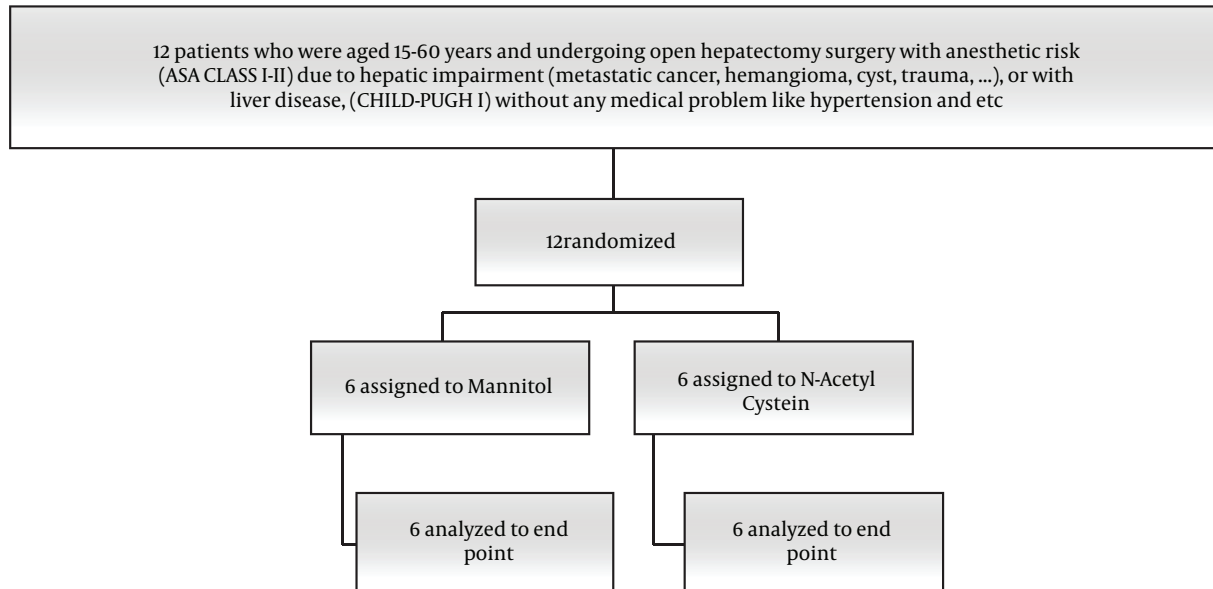 12 patients who were aged 15-60 years and undergoing open hepatectomy surgery with anesthetic risk
(ASA CLASS I-II) due to hepatic impairment (metastatic cancer, hemangioma, cyst, trauma, ...), or with
liver disease, (CHILD-PUGH I) without any medical problem like hypertension and etc
12randomized
6 assigned to Mannitol
6 assigned to N-Acetyl
Cystein
6 analyzed to end
point
6 analyzed to end
point